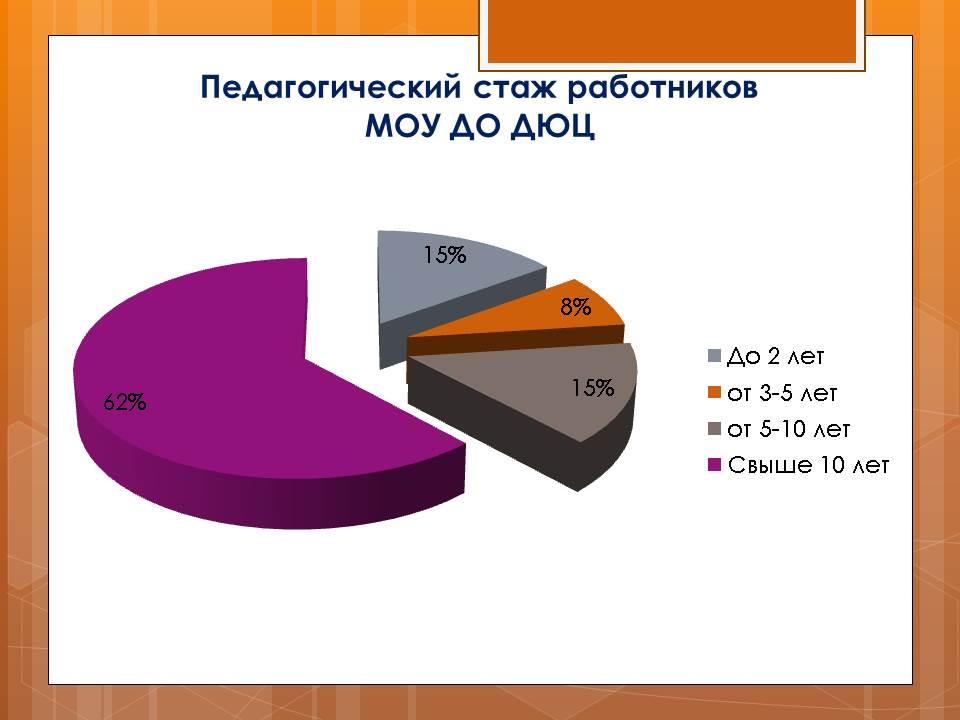 Педагогический стаж работников
МОУ ДО ДЮЦ
15%
8%
15%
62%
До 2 лет
от 3-5 лет
от 5-10 лет
Свыше 10 лет